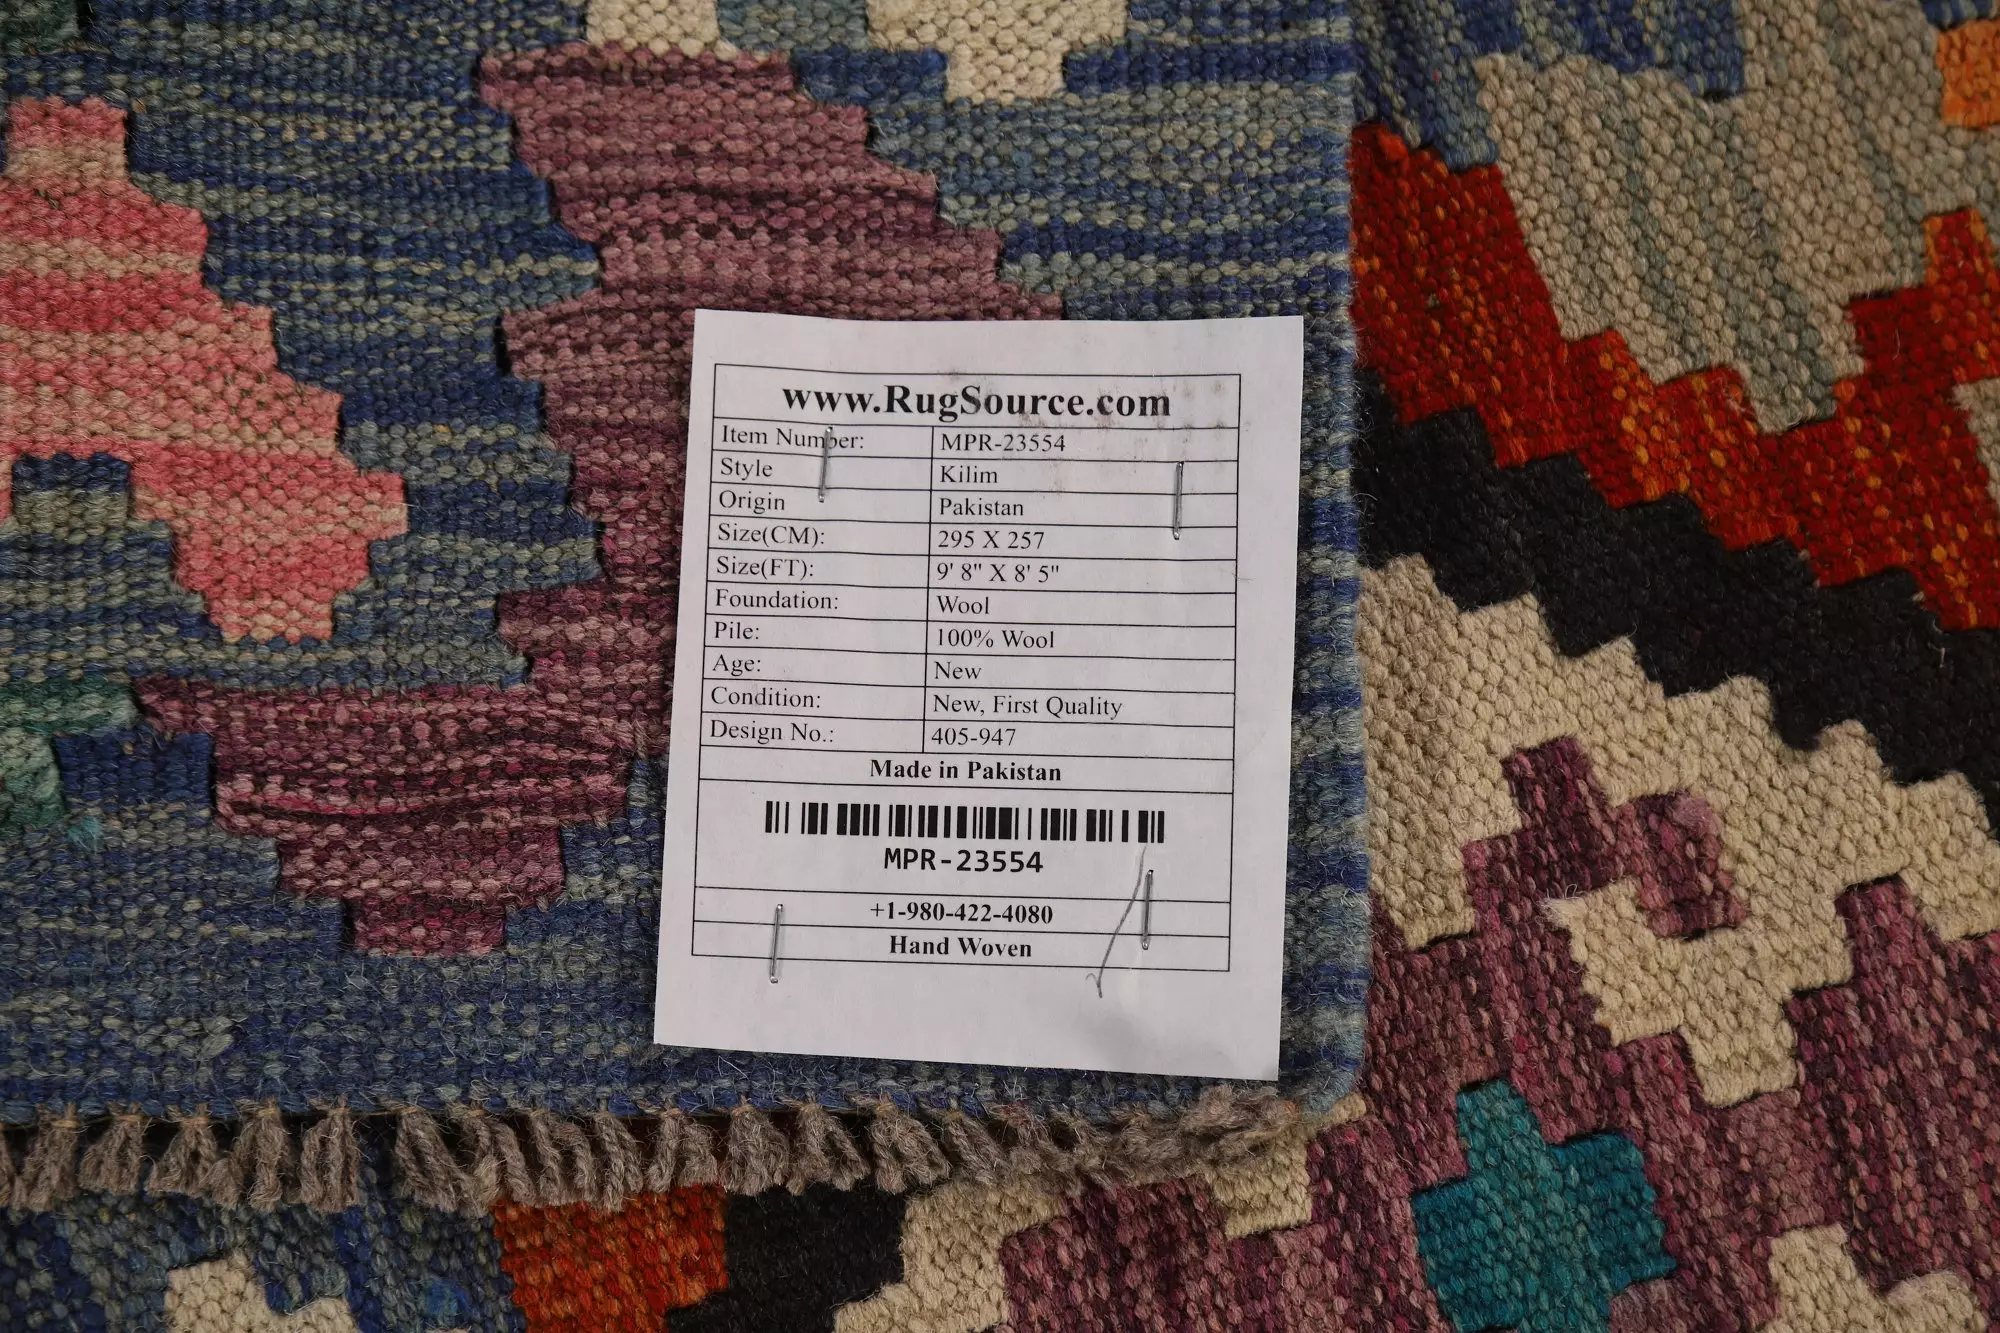 www.RugSource.com
Item Number: MPR-23554
Style Kilim
Origin Pakistan
Size(CM): 295 X 257
Size(FT): 9' 8" X 8' 5"
Foundation: Wool
Pile: 100% Wool
Age: New
Condition: New, First Quality
Design No.: 405-947
Made in Pakistan
MPR-23554
+1-980-422-4080
Hand Woven